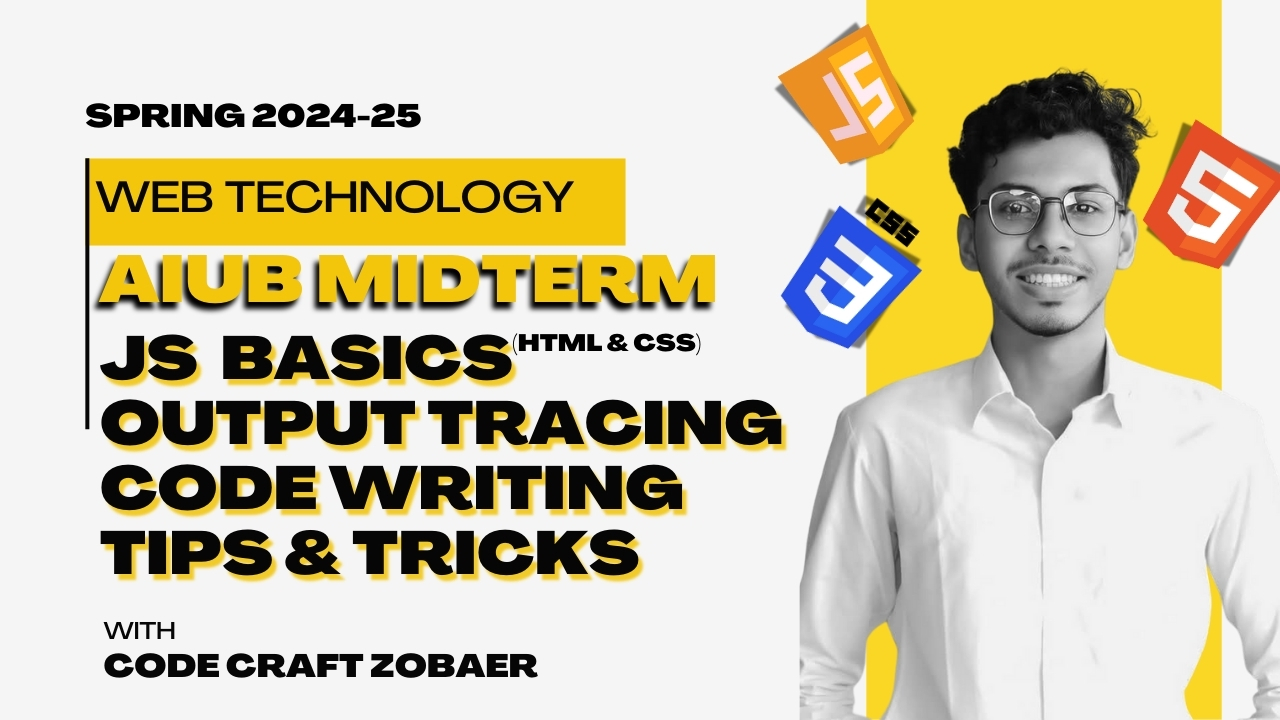 SPRING 2024-25
WEB TECHNOLOGY
AIUB MIDTERM
JS BASICS (HTML & CSS)
OUTPUT TRACING
CODE WRITING
TIPS & TRICKS
WITH
CODE CRAFT ZOBAER
JS
CSS
3
5